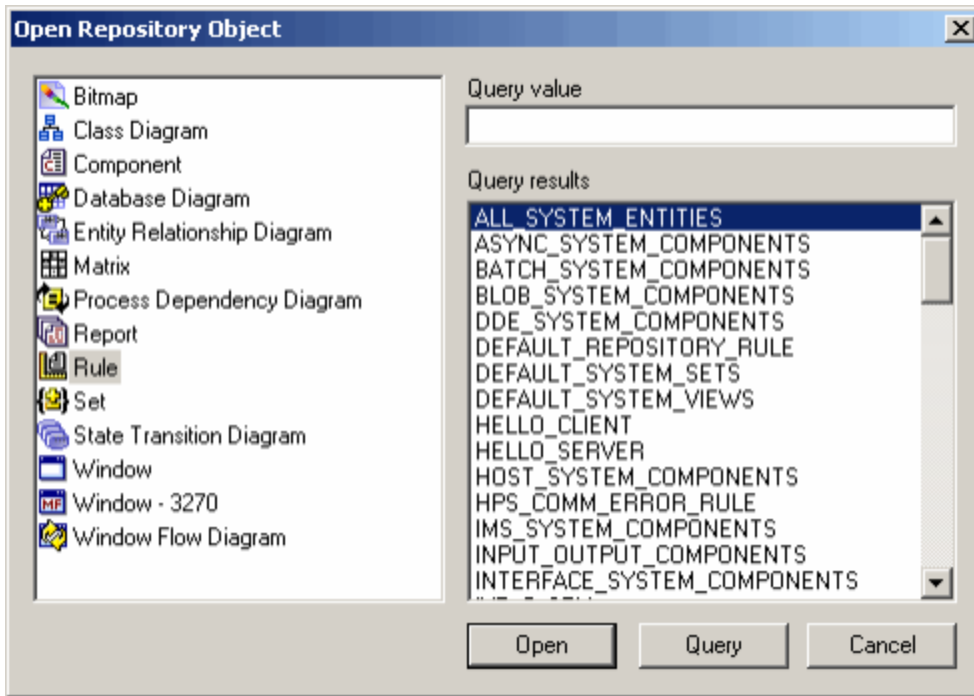 Open Repository Object
Bitmap
Class Diagram
Component
Database Diagram
Entity Relationship Diagram
Matrix
Process Dependency Diagram
Report
Rule
Set
State Transition Diagram
Window
MF Window - 3270
Window Flow Diagram
Query value
Query results
ALL_SYSTEM_ENTITIES
ASYNC_SYSTEM_COMPONENTS
BATCH_SYSTEM_COMPONENTS
BLOB_SYSTEM_COMPONENTS
DDE_SYSTEM_COMPONENTS
DEFAULT_REPOSITORY_RULE
DEFAULT_SYSTEM_SETS
DEFAULT_SYSTEM_VIEWS
HELLO_CLIENT
HELLO_SERVER
HOST_SYSTEM_COMPONENTS
HPS_COMM_ERROR_RULE
IMS_SYSTEM_COMPONENTS
INPUT_OUTPUT_COMPONENTS
INTERFACE_SYSTEM_COMPONENTS
Open Query Cancel